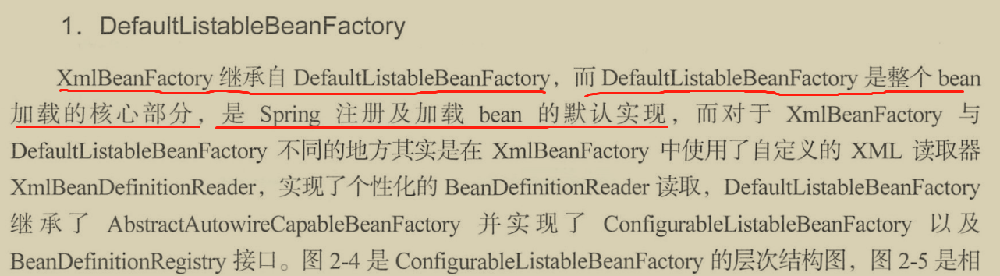 1．DefaultListableBeanFactory
XmlBeanFactory 继承自 DefaultListableBeanFactory，而 DefaultListableBeanFactory 是整个 bean
加载的核心部分，是 Spring 注册及加载 bean 的默认实现，而对于 XmlBeanFactory 与
DefaultListableBeanFactory 不同的地方其实是在 XmlBeanFactory 中使用了自定义的 XML 读取器
XmlBeanDefinitionReader，实现了个性化的 BeanDefinitionReader 读取，DefaultListableBeanFactory
继承了 AbstractAutowireCapableBeanFactory 并实现了 ConfigurableListableBeanFactory 以及
BeanDefinitionRegistry 接口。图 2-4 是 ConfigurableListableBeanFactory 的层次结构图，图 2-5 是相